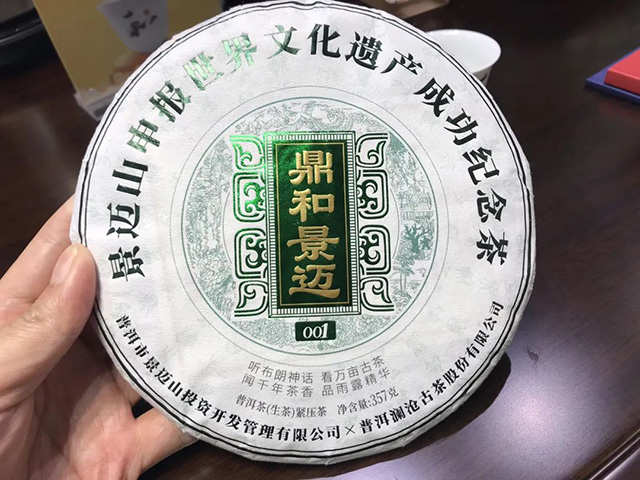 景迈山申报世界文化遗产成功纪念茶
鼎和景迈
001
听布朗神话 看万亩古茶
闻千年茶香 品雨露精华
普洱茶(生茶)紧压茶 净含量:357克
普洱市景迈山投资开发管理有限公司×普洱澜沧古茶股份有限公司